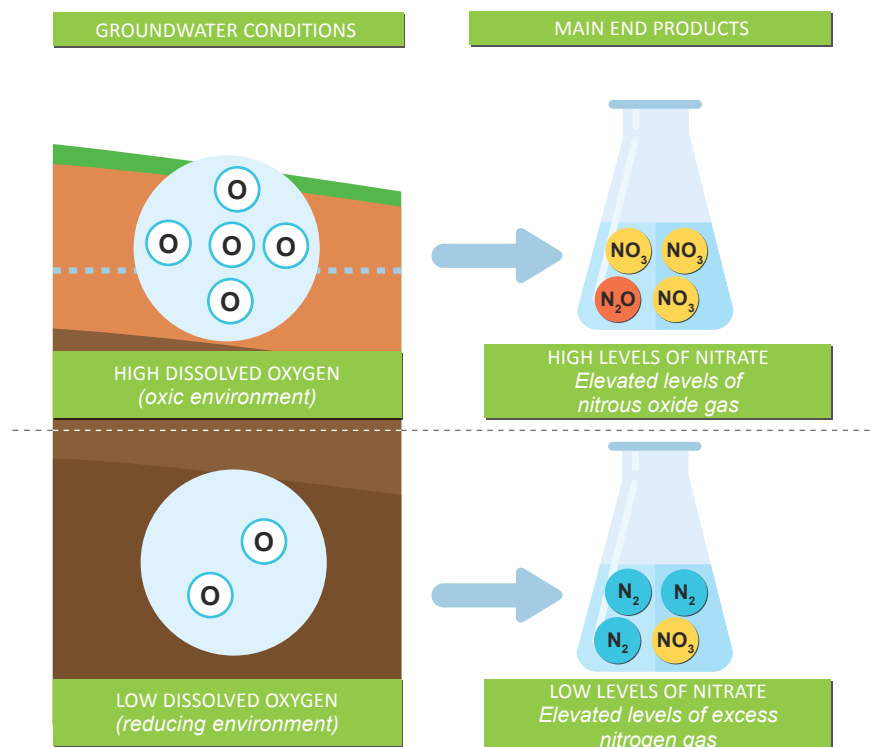 GROUNDWATER CONDITIONS
MAIN END PRODUCTS
O
O
O
O
O
NO3
NO3
N2O
NO3
HIGH DISSOLVED OXYGEN
(oxic environment)
HIGH LEVELS OF NITRATE
Elevated levels of
nitrous oxide gas
O
O
N2
N2
N2
NO3
LOW DISSOLVED OXYGEN
(reducing environment)
LOW LEVELS OF NITRATE
Elevated levels of excess
nitrogen gas